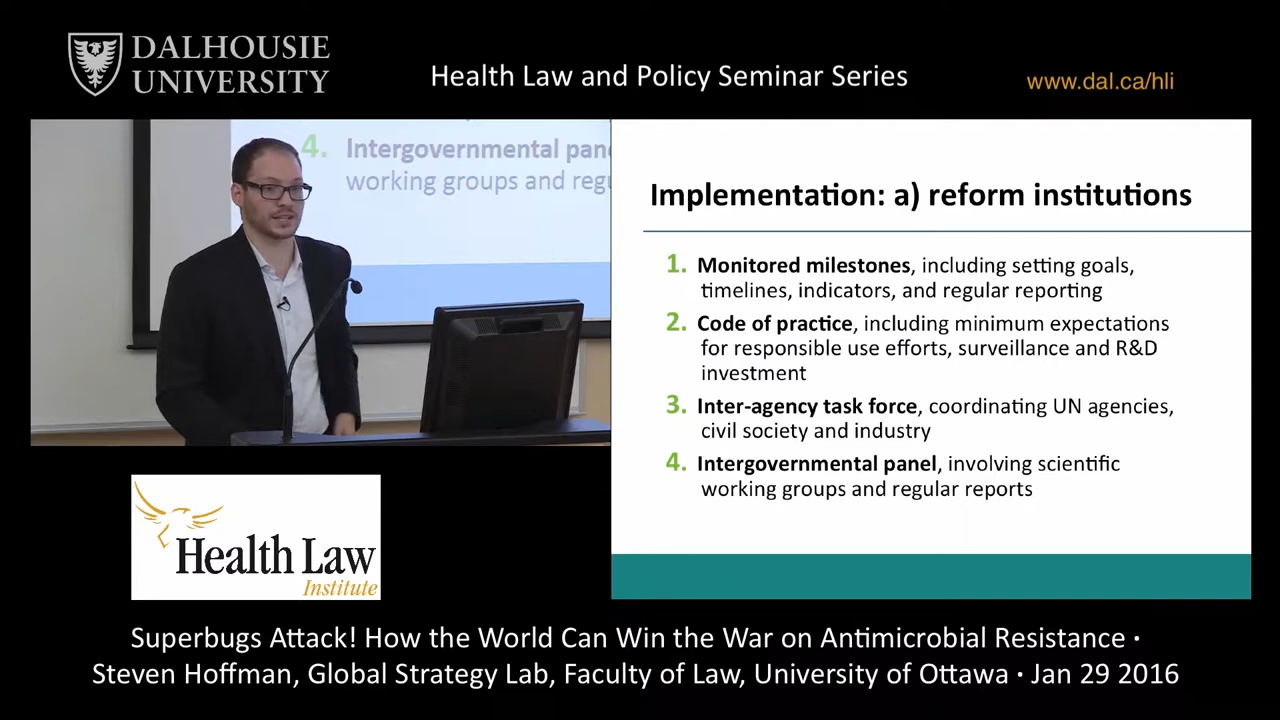 DALHOUSIE
UNIVERSITY
Health Law and Policy Seminar Series
www.dal.ca/hli
4. Intergovernmental pane
working groups and regu
Implementation: a) reform institutions
1. Monitored milestones, including setting goals,
timelines, indicators, and regular reporting
2. Code of practice, including minimum expectations
for responsible use efforts, surveillance and R&D
investment
3. Inter-agency task force, coordinating UN agencies,
civil society and industry
4. Intergovernmental panel, involving scientific
working groups and regular reports
Health Law
Institute
Superbugs Attack! How the World Can Win the War on Antimicrobial Resistance •
Steven Hoffman, Global Strategy Lab, Faculty of Law, University of Ottawa • Jan 29 2016